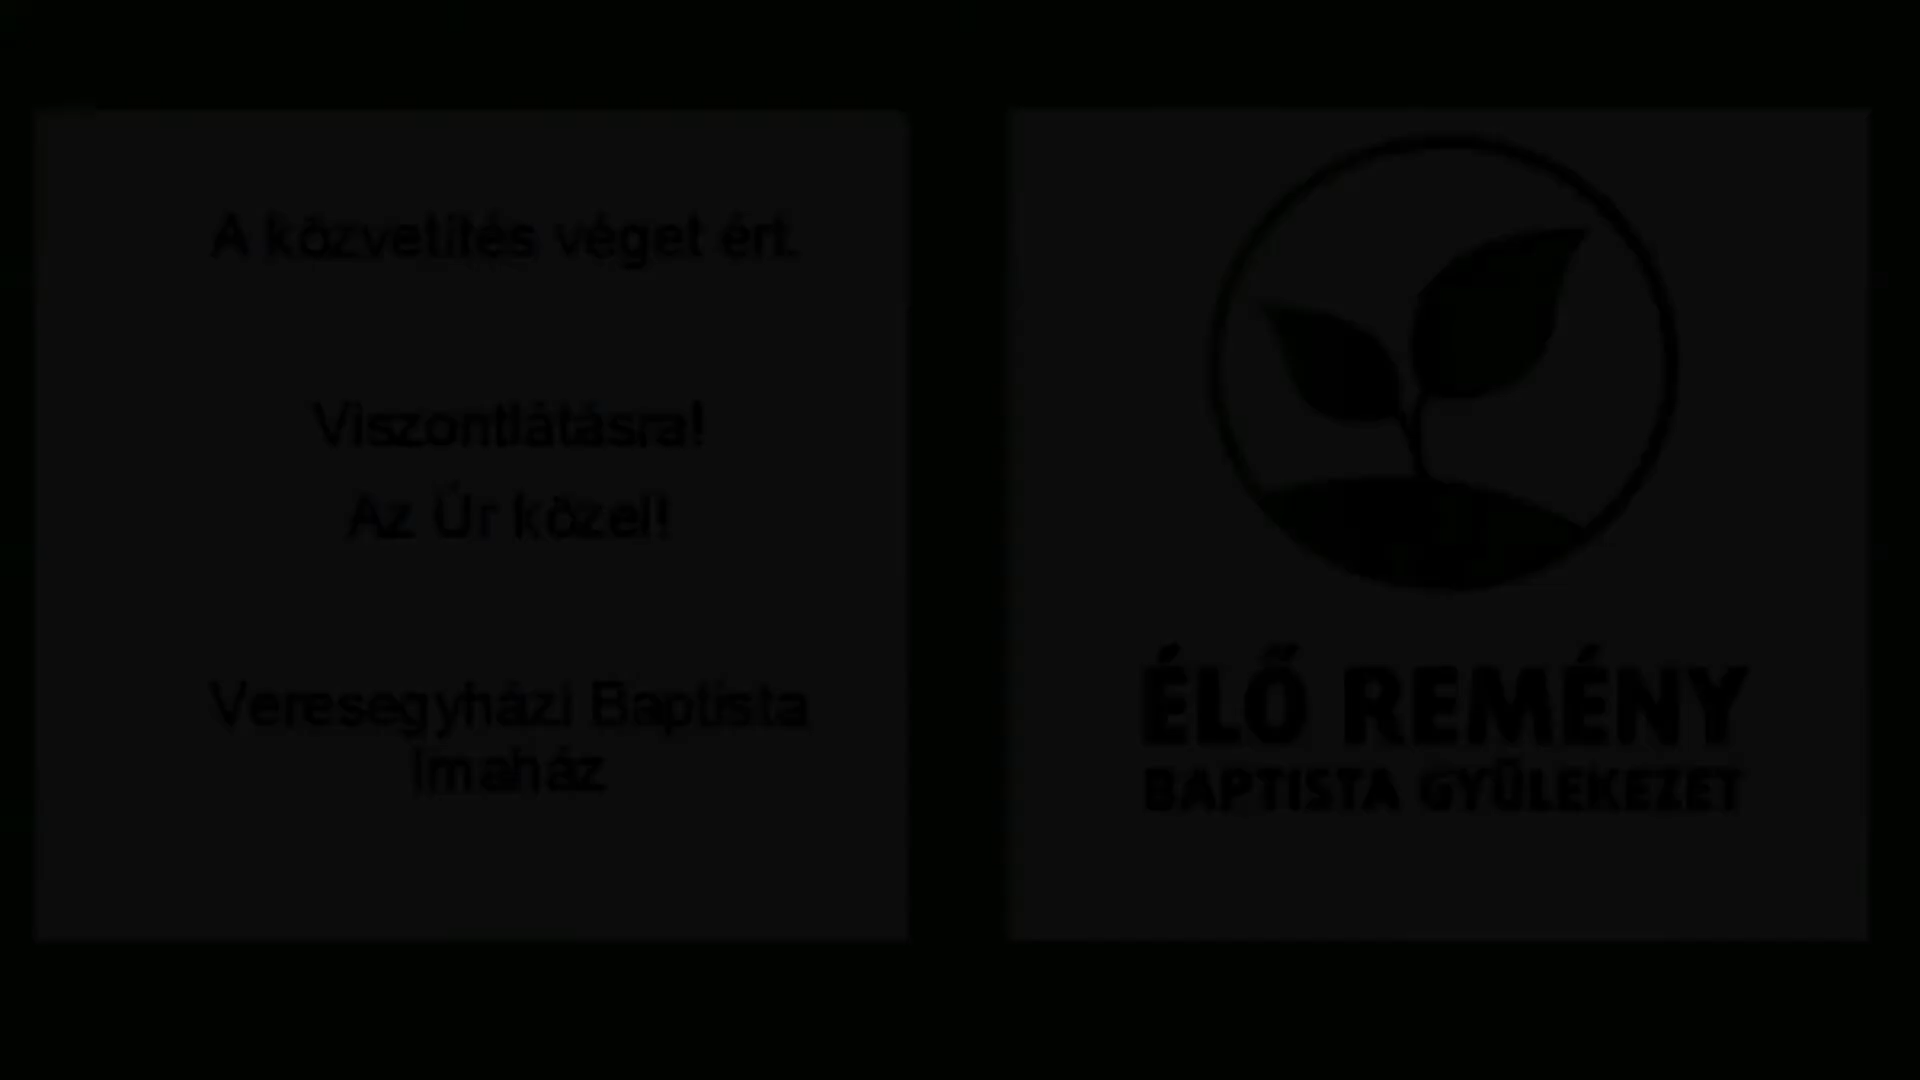 A közvetítés véget ért.
Viszontlátásra!
Az Úr közel!
Veresegyházi Baptista
Imaház
ÉLŐ REMÉNY
BAPTISTA GYÜLEKEZET